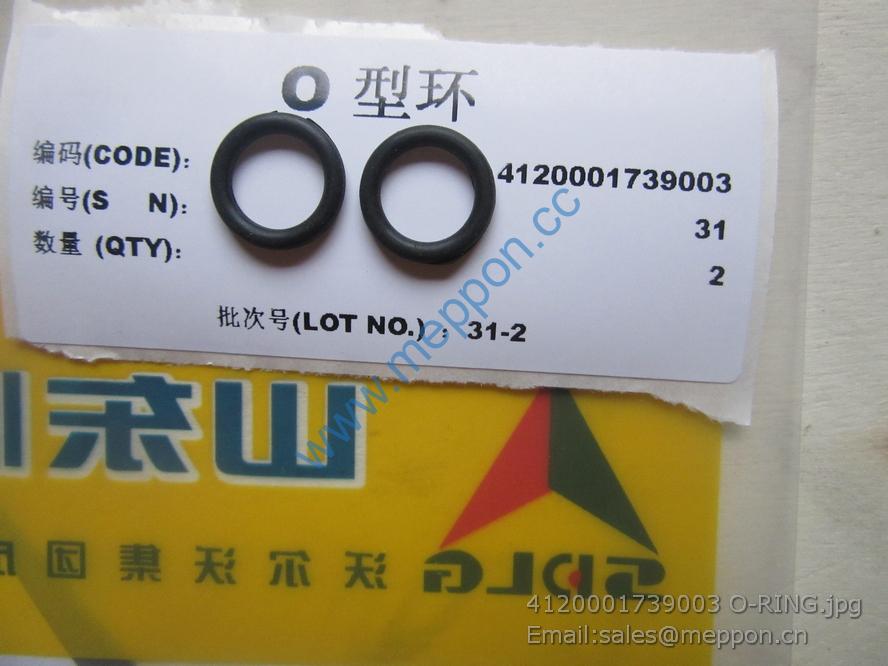 O 型环
编码(CODE): 4120001739003
编号(S N): 31
数量 (QTY): 2
批次号(LOT NO.) : 31-2
www.meppon.cc
山东
SDLG 沃尔沃集团
4120001739003 O-RING.jpg
Email:sales@meppon.cn